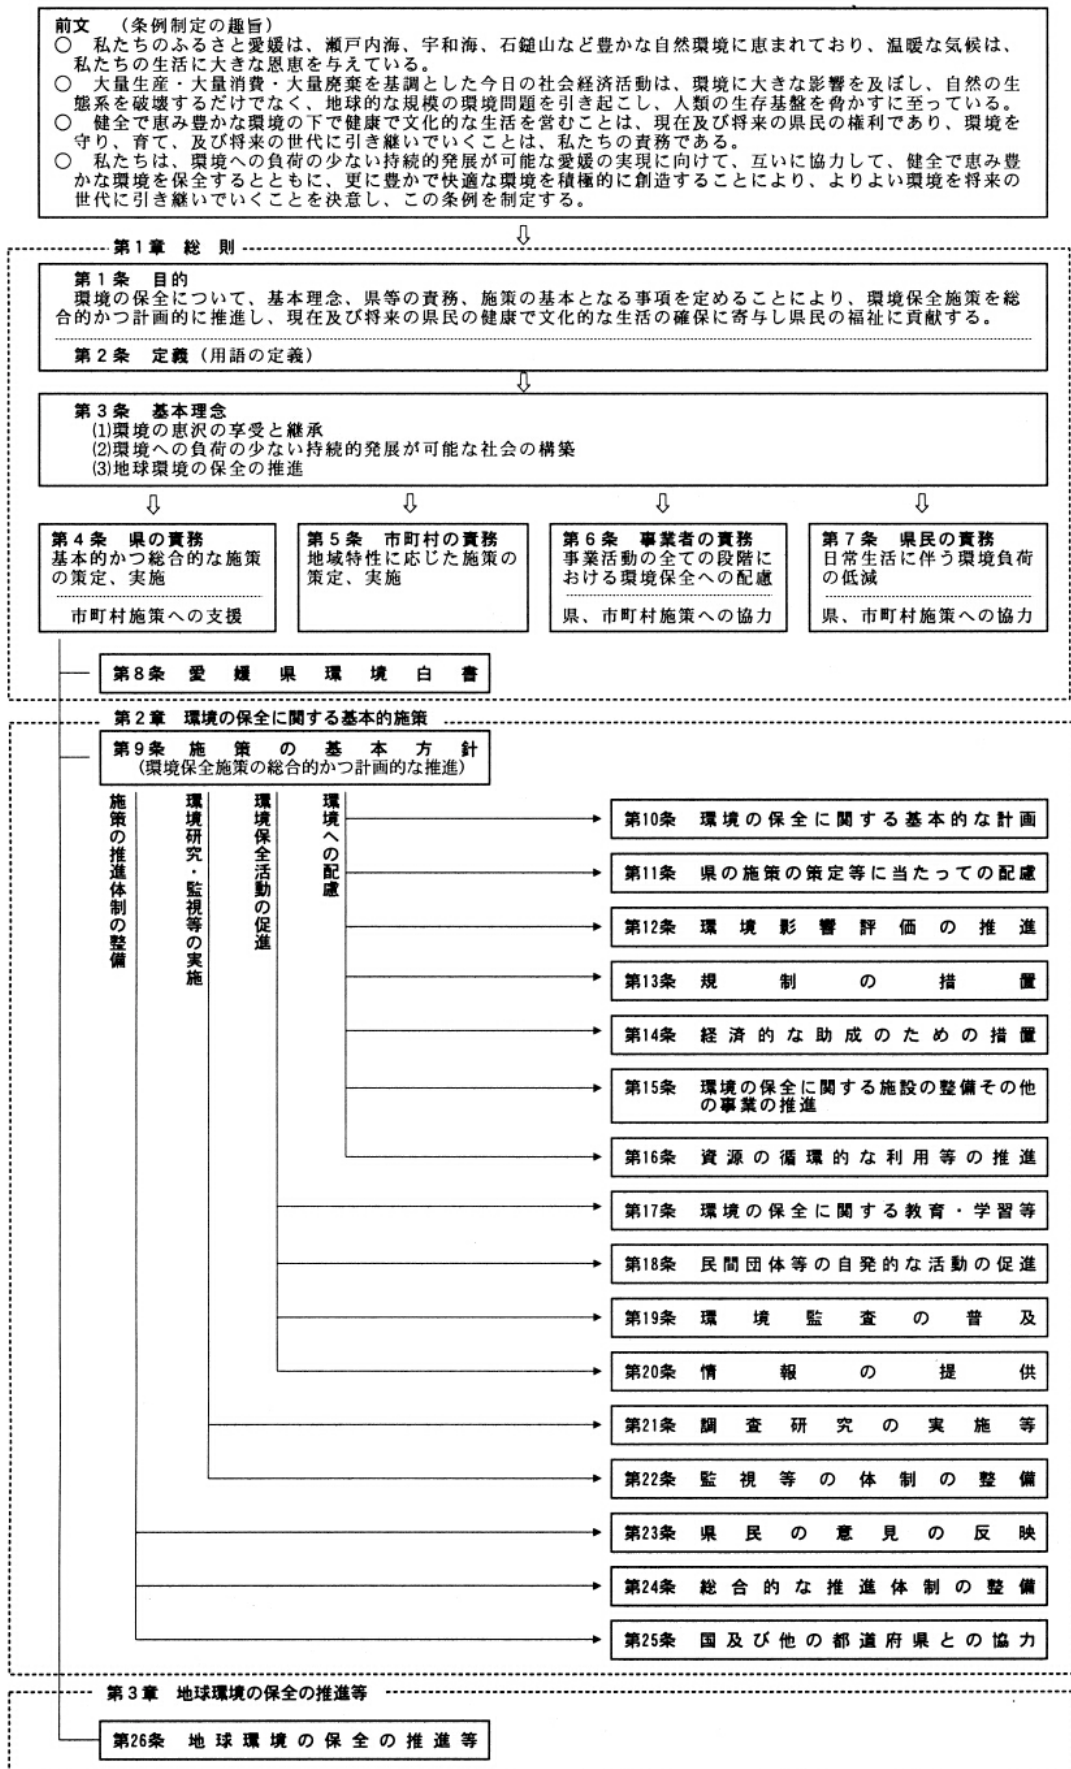 前文　（条例制定の趣旨）
○　私たちのふるさと愛媛は、瀬戸内海、宇和海、石鎚山など豊かな自然環境に恵まれており、温暖な気候は、
私たちの生活に大きな恩恵を与えている。
○　大量生産・大量消費・大量廃棄を基調とした今日の社会経済活動は、環境に大きな影響を及ぼし、自然の生
態系を破壊するだけでなく、地球的な規模の環境問題を引き起こし、人類の生存基盤を脅かすに至っている。
○　健全で恵み豊かな環境の下で健康で文化的な生活を営むことは、現在及び将来の県民の権利であり、環境を
守り、育て、及び将来の世代に引き継いでいくことは、私たちの責務である。
○　私たちは、環境への負荷の少ない持続的発展が可能な愛媛の実現に向けて、互いに協力して、健全で恵み豊
かな環境を保全するとともに、更に豊かで快適な環境を積極的に創造することにより、よりよい環境を将来の
世代に引き継いでいくことを決意し、この条例を制定する。
第１章　総　則
第１条　目的
環境の保全について、基本理念、県等の責務、施策の基本となる事項を定めることにより、環境保全施策を総
合的かつ計画的に推進し、現在及び将来の県民の健康で文化的な生活の確保に寄与し県民の福祉に貢献する。
第２条　定義（用語の定義）
第３条　基本理念
⑴環境の恵沢の享受と継承
⑵環境への負荷の少ない持続的発展が可能な社会の構築
⑶地球環境の保全の推進
第４条　県の責務
基本的かつ総合的な施策
の策定、実施
市町村施策への支援
第５条　市町村の責務
地域特性に応じた施策の
策定、実施
第６条　事業者の責務
事業活動の全ての段階に
おける環境保全への配慮
県、市町村施策への協力
第７条　県民の責務
日常生活に伴う環境負荷
の低減
県、市町村施策への協力
第８条　愛媛県環境白書
第２章　環境の保全に関する基本的施策
第９条　施策の基本方針
（環境保全施策の総合的かつ計画的な推進）
施策の推進体制の整備
環境研究・監視等の実施
環境保全活動の促進
環境への配慮
第10条　環境の保全に関する基本的な計画
第11条　県の施策の策定等に当たっての配慮
第12条　環境影響評価の推進
第13条　規制の措置
第14条　経済的な助成のための措置
第15条　環境の保全に関する施設の整備その他
の事業の推進
第16条　資源の循環的な利用等の推進
第17条　環境の保全に関する教育・学習等
第18条　民間団体等の自発的な活動の促進
第19条　環境監査の普及
第20条　情報の提供
第21条　調査研究の実施等
第22条　監視等の体制の整備
第23条　県民の意見の反映
第24条　総合的な推進体制の整備
第25条　国及び他の都道府県との協力
第３章　地球環境の保全の推進等
第26条　地球環境の保全の推進等